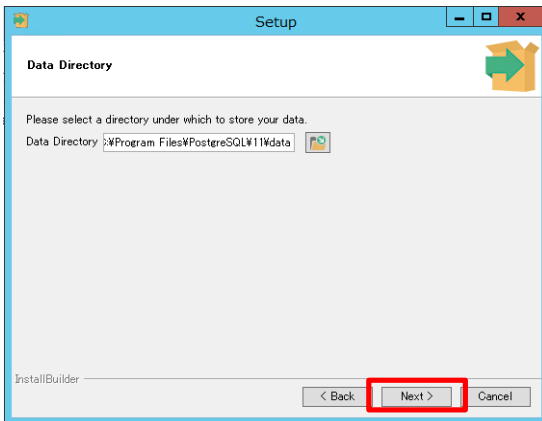 Setup
Data Directory
Please select a directory under which to store your data.
Data Directory :¥Program Files¥PostgreSQL¥11¥data
InstallBuilder
< Back Next > Cancel